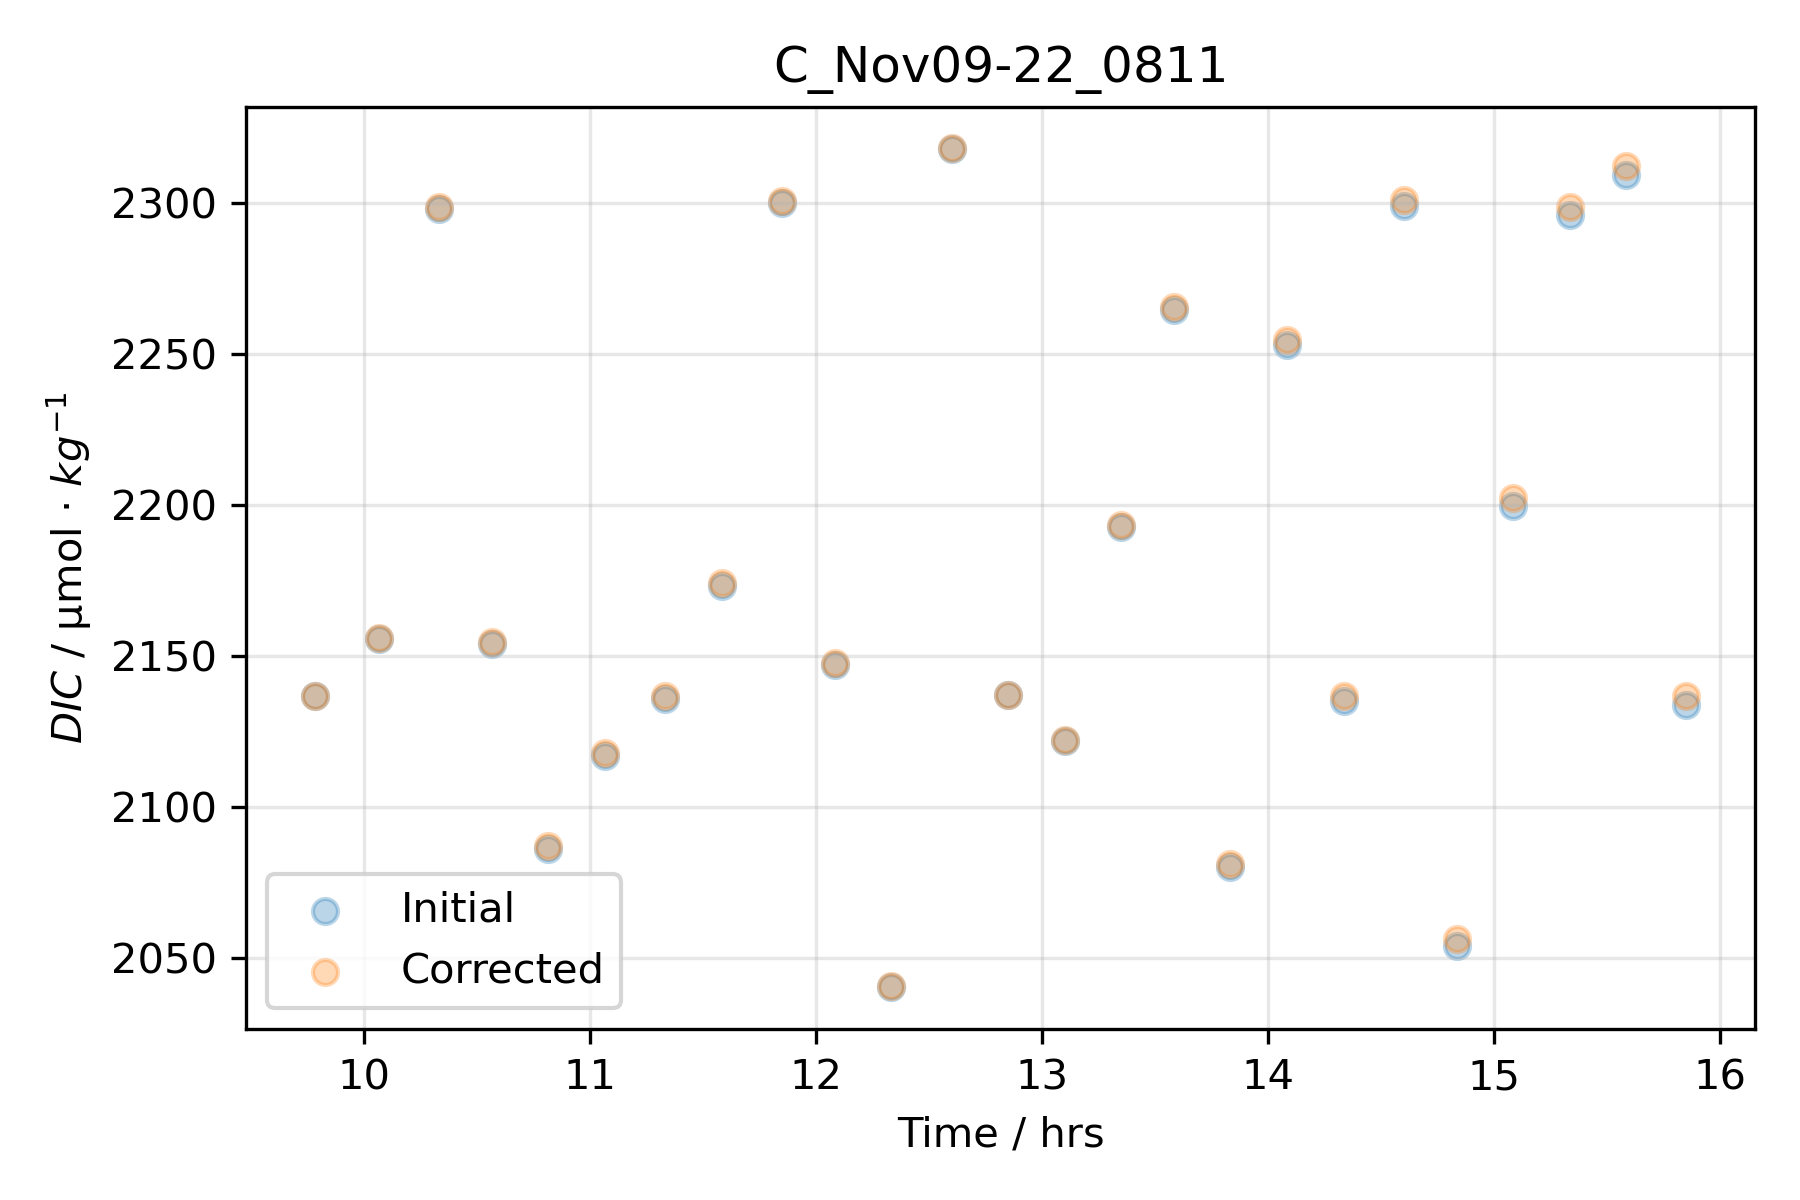 C_Nov09-22_0811
DIC / µmol · kg⁻¹
2300
2250
2200
2150
2100
2050
Initial
Corrected
10 11 12 13 14 15 16
Time / hrs